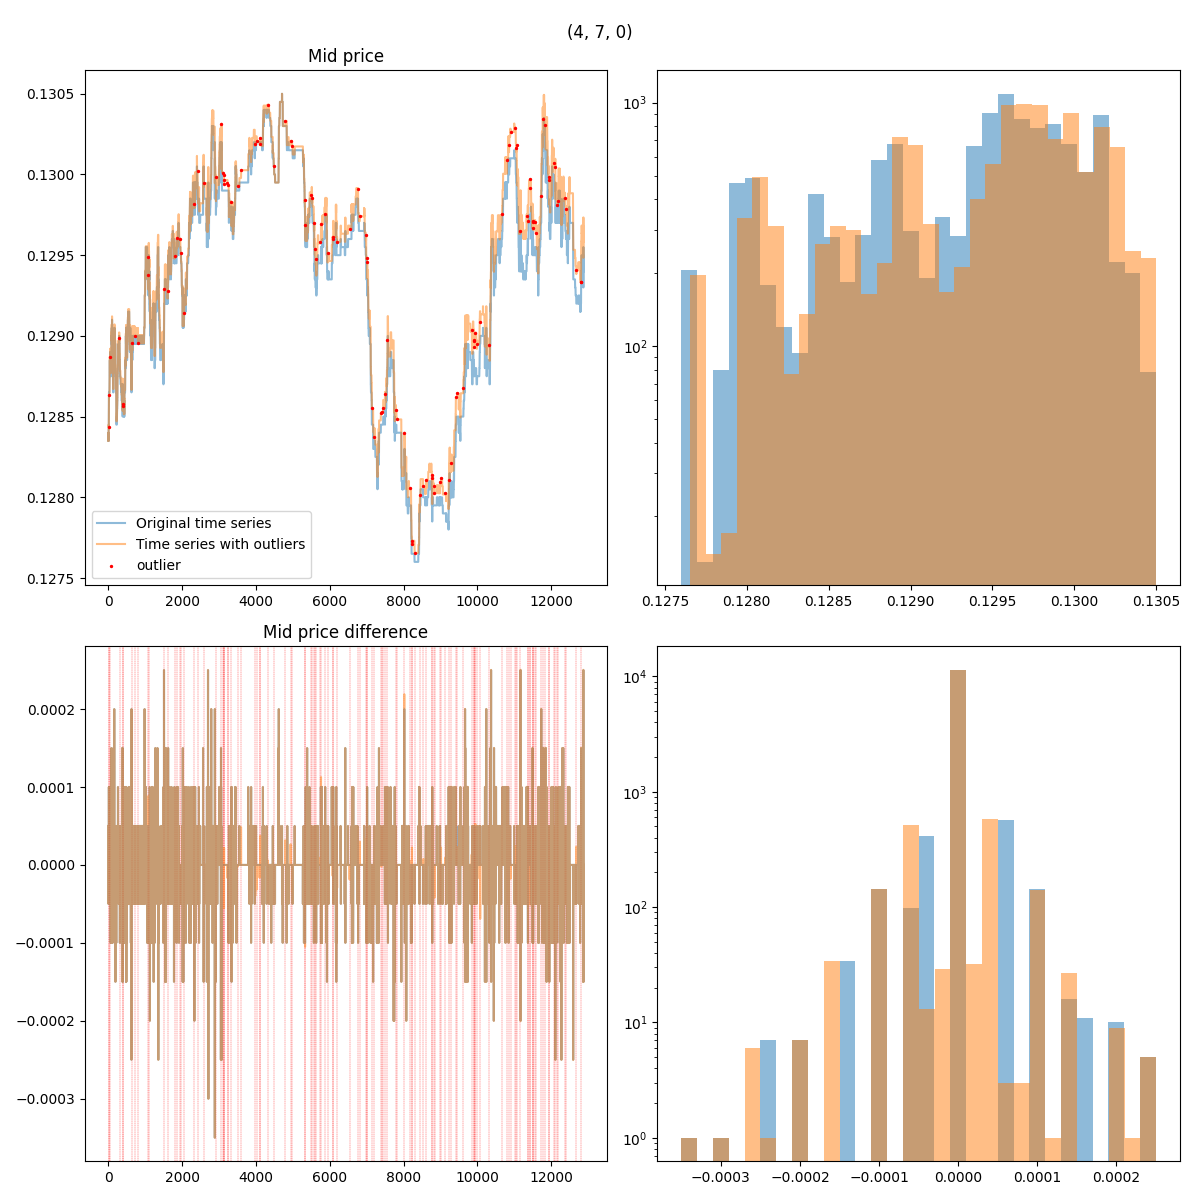 (4, 7, 0)
Mid price
0.1305
0.1300
0.1295
0.1290
0.1285
0.1280
0.1275
Original time series
Time series with outliers
outlier
0 2000 4000 6000 8000 10000 12000
10³
10²
0.1275 0.1280 0.1285 0.1290 0.1295 0.1300 0.1305
Mid price difference
0.0002
0.0001
0.0000
−0.0001
−0.0002
−0.0003
0 2000 4000 6000 8000 10000 12000
10⁴
10³
10²
10¹
10⁰
−0.0003 −0.0002 −0.0001 0.0000 0.0001 0.0002